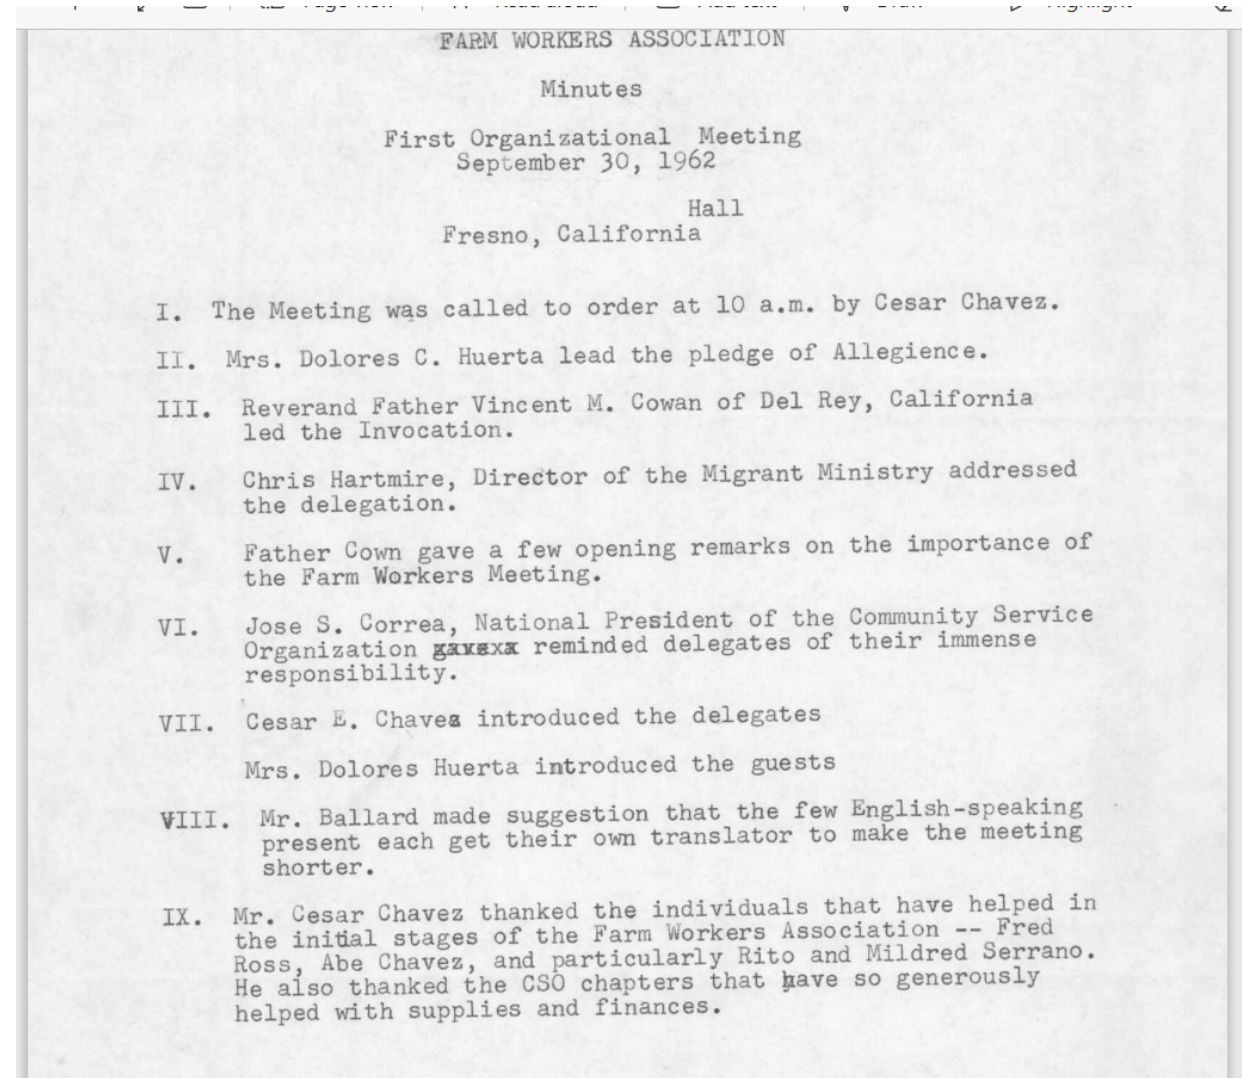 FARM WORKERS ASSOCIATION
Minutes
First Organizational Meeting
September 30, 1962
Hall
Fresno, California
I. The Meeting was called to order at 10 a.m. by Cesar Chavez.
II. Mrs. Dolores C. Huerta lead the pledge of Allegience.
III. Reverand Father Vincent M. Cowan of Del Rey, California
led the Invocation.
IV. Chris Hartmire, Director of the Migrant Ministry addressed
the delegation.
V. Father Cown gave a few opening remarks on the importance of
the Farm Workers Meeting.
VI. Jose S. Correa, National President of the Community Service
Organization reminded delegates of their immense
responsibility.
VII. Cesar E. Chavez introduced the delegates
Mrs. Dolores Huerta introduced the guests
VIII. Mr. Ballard made suggestion that the few English-speaking
present each get their own translator to make the meeting
shorter.
IX. Mr. Cesar Chavez thanked the individuals that have helped in
the initial stages of the Farm Workers Association -- Fred
Ross, Abe Chavez, and particularly Rito and Mildred Serrano.
He also thanked the CSO chapters that have so generously
helped with supplies and finances.